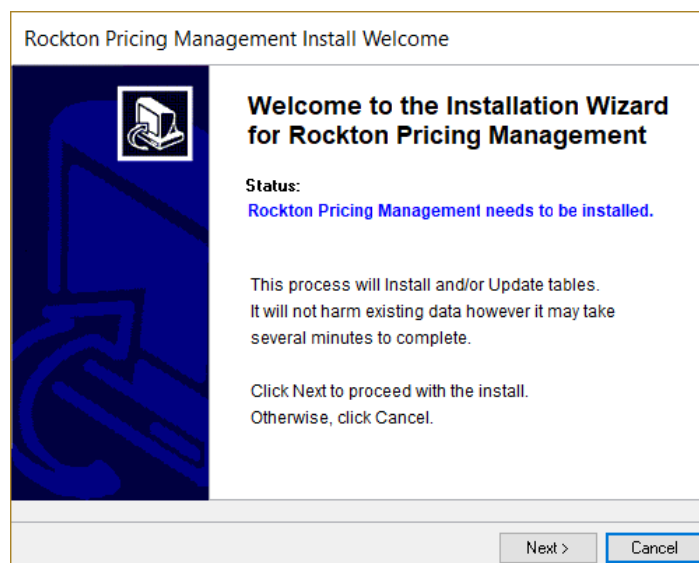 Rockton Pricing Management Install Welcome
Welcome to the Installation Wizard
for Rockton Pricing Management
Status:
Rockton Pricing Management needs to be installed.
This process will Install and/or Update tables.
It will not harm existing data however it may take
several minutes to complete.
Click Next to proceed with the install.
Otherwise, click Cancel.
Next >
Cancel